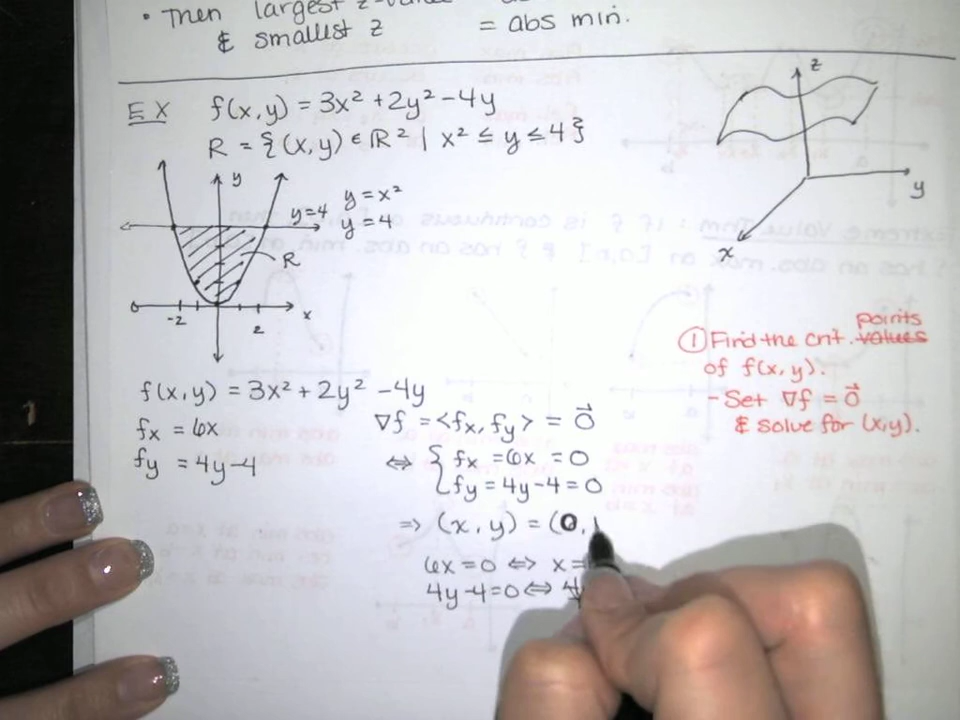 • Then largest z-value
& smallest z = abs min.
EX f(x,y) = 3x² + 2y² - 4y
R = {(x,y) ∈ ℝ² | x² ≤ y ≤ 4}
z
y
x
y
y = x²
y=4
y = 4
R
-2
2
x
① Find the crit. points values
of f(x,y).
- Set ∇f = 0⃗
& solve for (x,y).
f(x,y) = 3x² + 2y² - 4y
fx = 6x
fy = 4y-4
∇f = <fx, fy> = 0⃗
⇔ { fx = 6x = 0
fy = 4y-4 = 0
⇒ (x, y) = (0,
6x = 0 ⇔ x =
4y-4 = 0 ⇔ 4